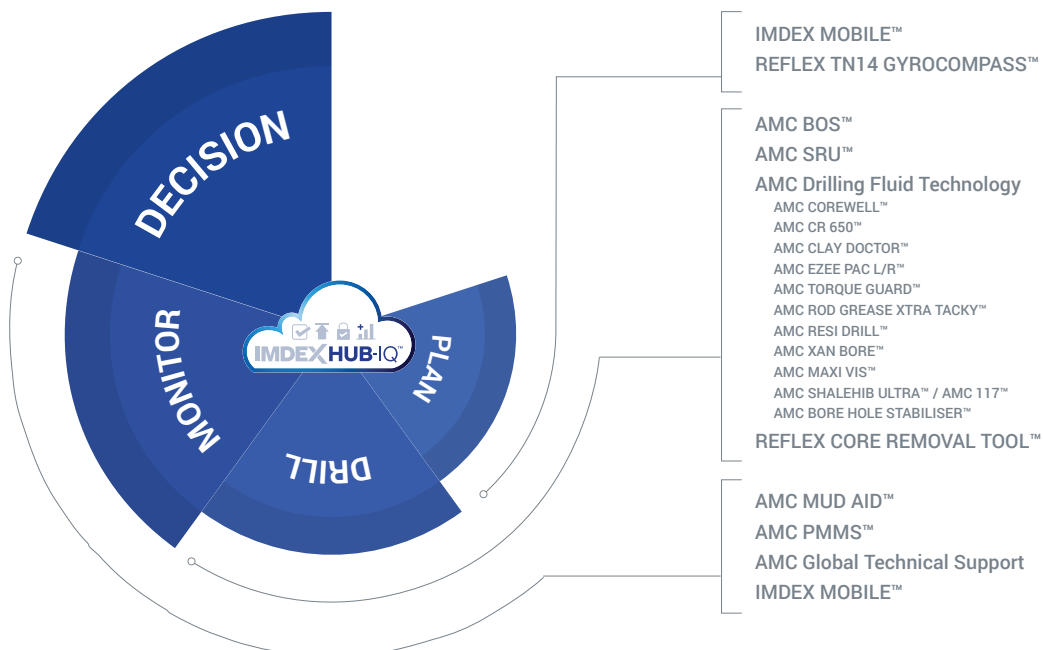 DECISION
MONITOR
DRILL
PLAN
IMDEX HUB-IQ™
IMDEX MOBILE™
REFLEX TN14 GYROCOMPASS™
AMC BOS™
AMC SRU™
AMC Drilling Fluid Technology
AMC COREWELL™
AMC CR 650™
AMC CLAY DOCTOR™
AMC EZEE PAC L/R™
AMC TORQUE GUARD™
AMC ROD GREASE XTRA TACKY™
AMC RESI DRILL™
AMC XAN BORE™
AMC MAXI VIS™
AMC SHALEHIB ULTRA™ / AMC 117™
AMC BORE HOLE STABILISER™
REFLEX CORE REMOVAL TOOL™
AMC MUD AID™
AMC PMMS™
AMC Global Technical Support
IMDEX MOBILE™